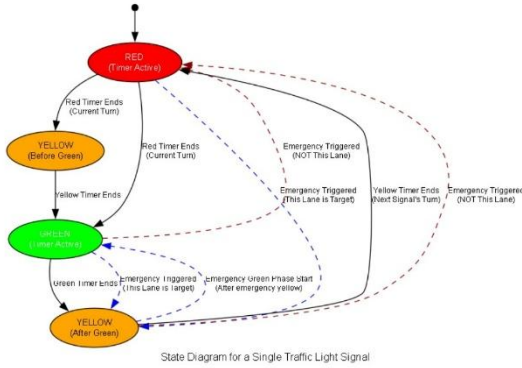 RED
(Timer Active)
Red Timer Ends
(Current Turn)
Red Timer Ends
(Current Turn)
Emergency Triggered
(NOT This Lane)
YELLOW
(Before Green)
Yellow Timer Ends
Emergency Triggered
(This Lane is Target)
Yellow Timer Ends
(Next Signal's Turn)
Emergency Triggered
(NOT This Lane)
GREEN
(Timer Active)
Green Timer Ends
Emergency Triggered
(This Lane is Target)
Emergency Green Phase Start
(After emergency yellow)
YELLOW
(After Green)
State Diagram for a Single Traffic Light Signal